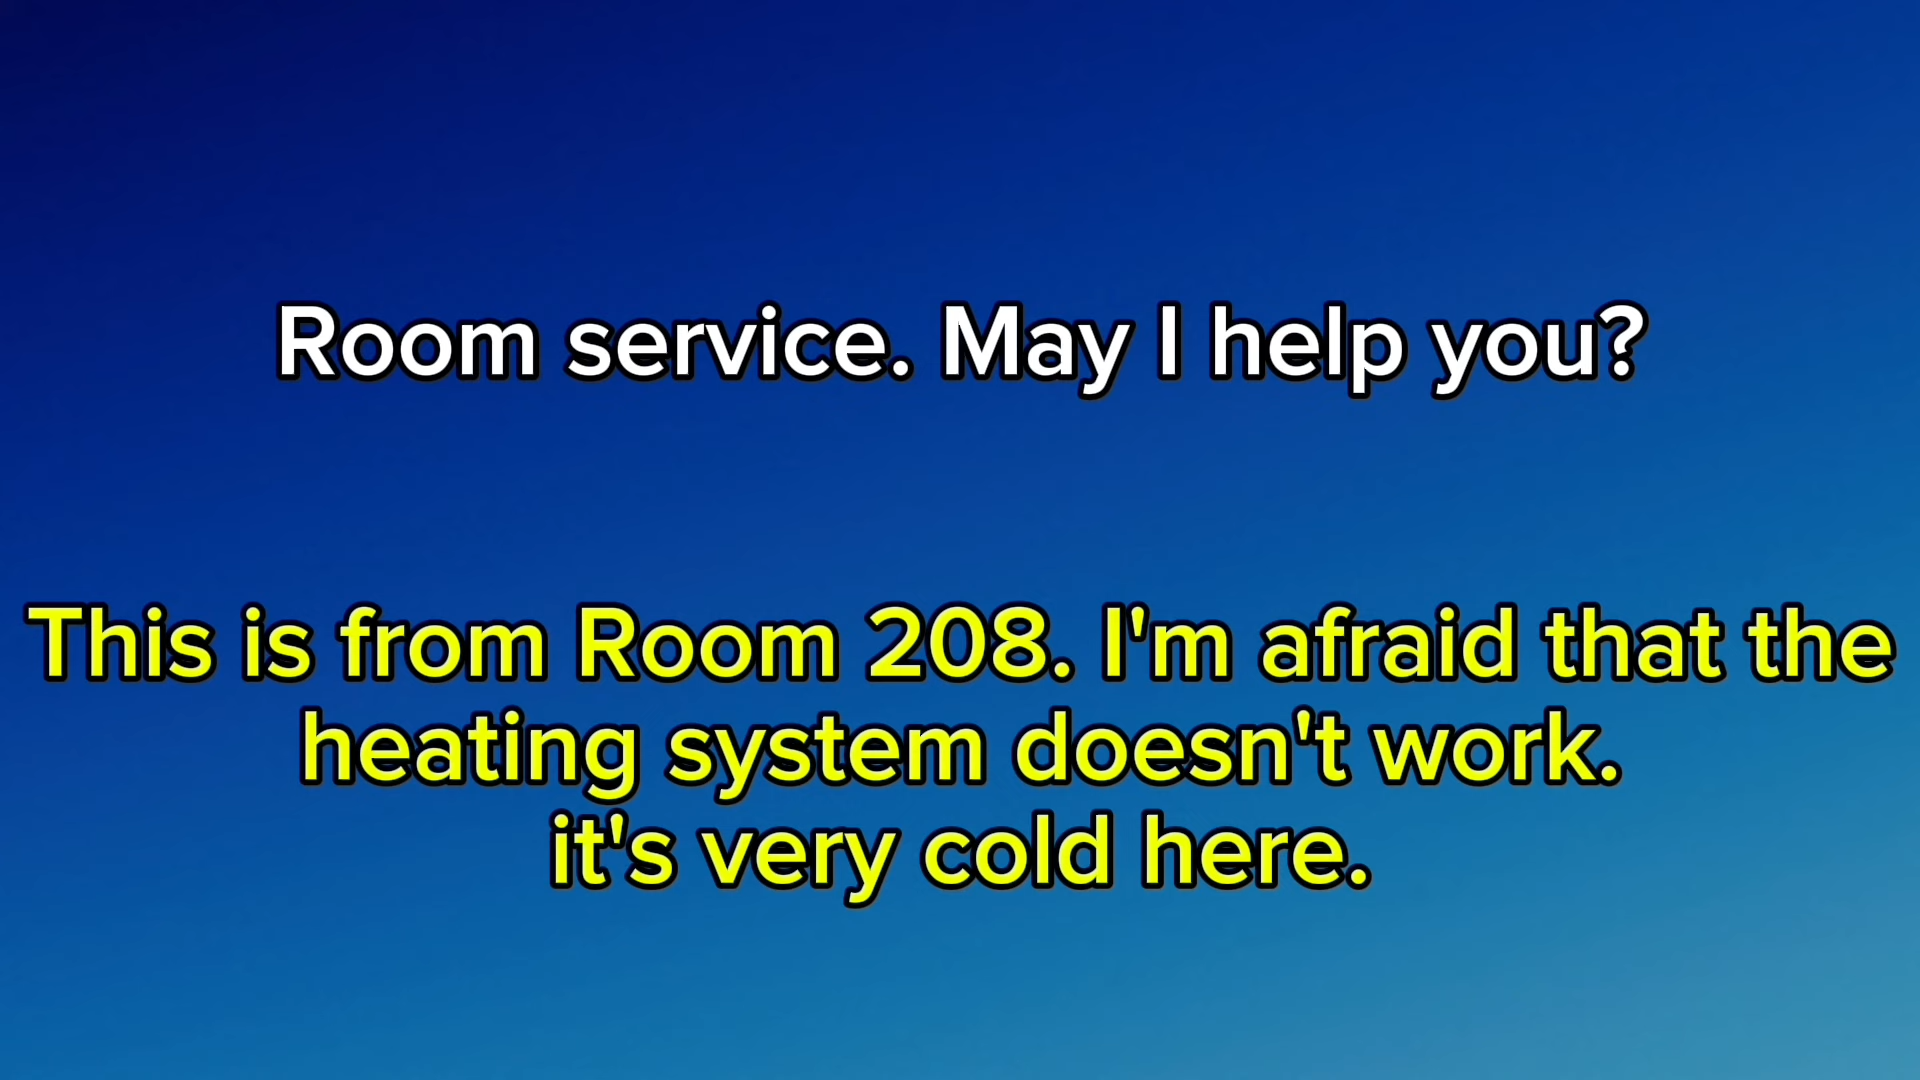 Room service. May I help you?
This is from Room 208. I'm afraid that the
heating system doesn't work.
it's very cold here.